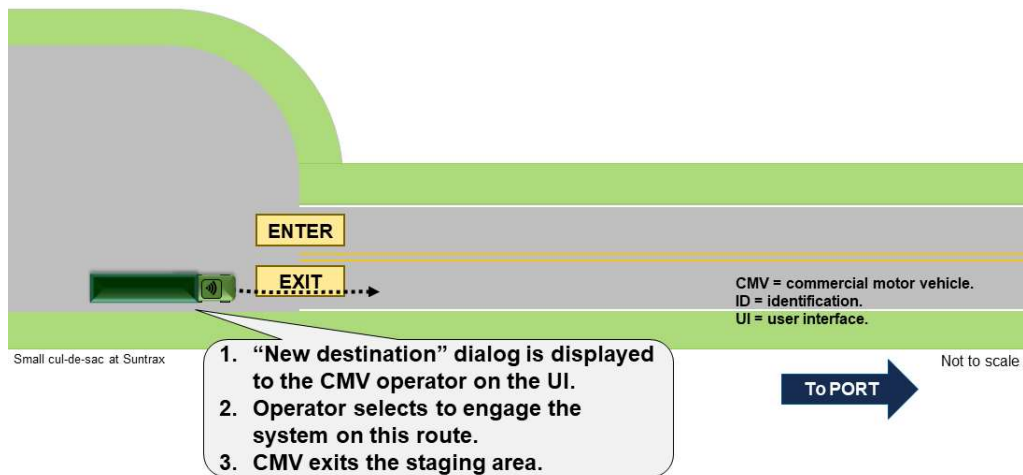 ENTER
EXIT
CMV = commercial motor vehicle.
ID = identification.
UI = user interface.
Small cul-de-sac at Suntrax
Not to scale
1. “New destination” dialog is displayed
to the CMV operator on the UI.
2. Operator selects to engage the
system on this route.
3. CMV exits the staging area.
To PORT